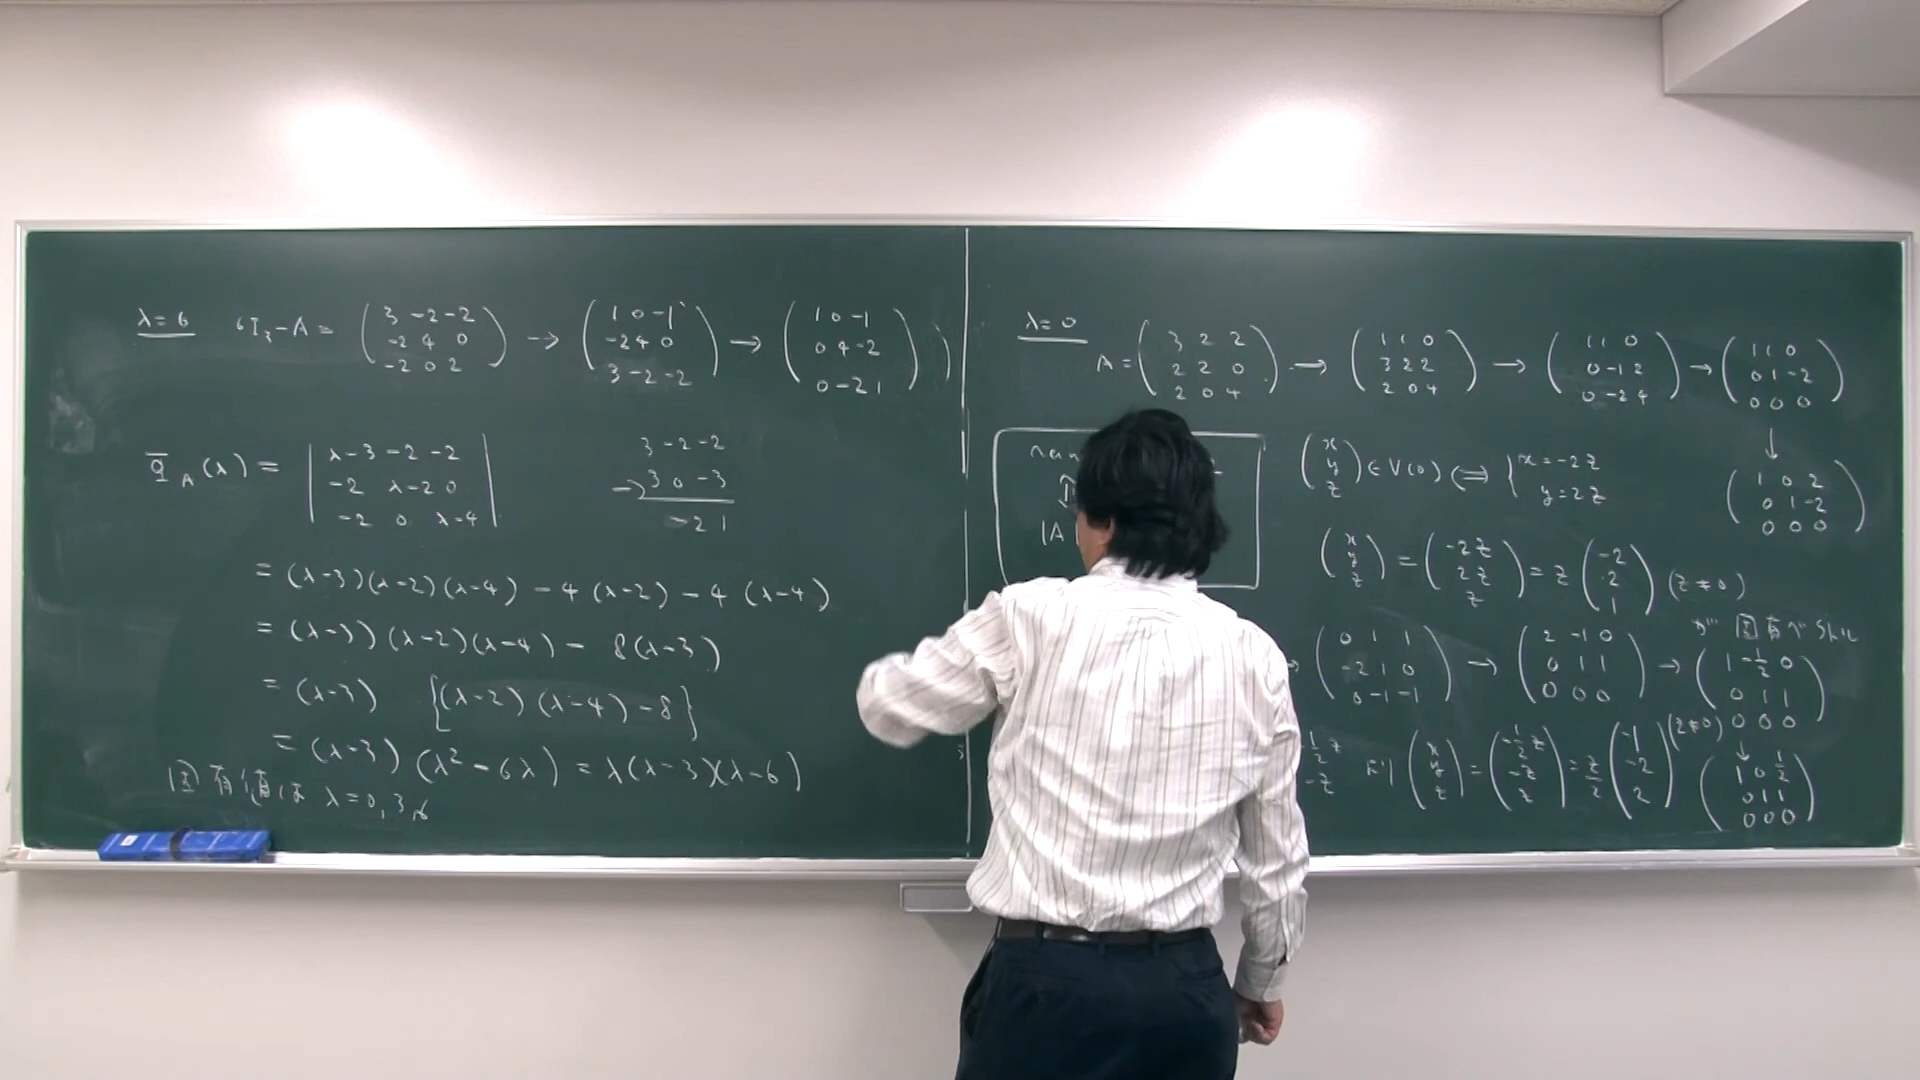 λ=6 6I₃-A = (3 -2 -2 / -2 4 0 / -2 0 2) → (1 0 -1 / -2 4 0 / 3 -2 -2) → (1 0 -1 / 0 4 -2 / 0 -2 1)
Φ_A(λ) = |λ-3 -2 -2 / -2 λ-2 0 / -2 0 λ-4|
3 -2 -2
-) 3 0 -3
-2 1
= (λ-3)(λ-2)(λ-4) - 4(λ-2) - 4(λ-4)
= (λ-3)(λ-2)(λ-4) - 8(λ-3)
= (λ-3) {(λ-2)(λ-4)-8}
= (λ-3)(λ²-6λ) = λ(λ-3)(λ-6)
固有値は λ=0,3,6
λ=0
A = (3 2 2 / 2 2 0 / 2 0 4) → (1 1 0 / 3 2 2 / 2 0 4) → (1 1 0 / 0 -1 2 / 0 -2 4) → (1 1 0 / 0 1 -2 / 0 0 0)
↓
(1 0 2 / 0 1 -2 / 0 0 0)
|A
(x / y / z) ∈ V(0) ⇔ {x=-2z / y=2z
(x / y / z) = (-2z / 2z / z) = z(-2 / 2 / 1) (z≠0)
が固有ベクトル
→ (0 1 1 / -2 1 0 / 0 -1 -1) → (2 -1 0 / 0 1 1 / 0 0 0) → (1 -1/2 0 / 0 1 1 / 0 0 0)
↓
(1 0 1/2 / 0 1 1 / 0 0 0)
-1/2 z
-z
より (x / y / z) = (-1/2 z / -z / z) = z/2 (-1 / -2 / 2) (z≠0)